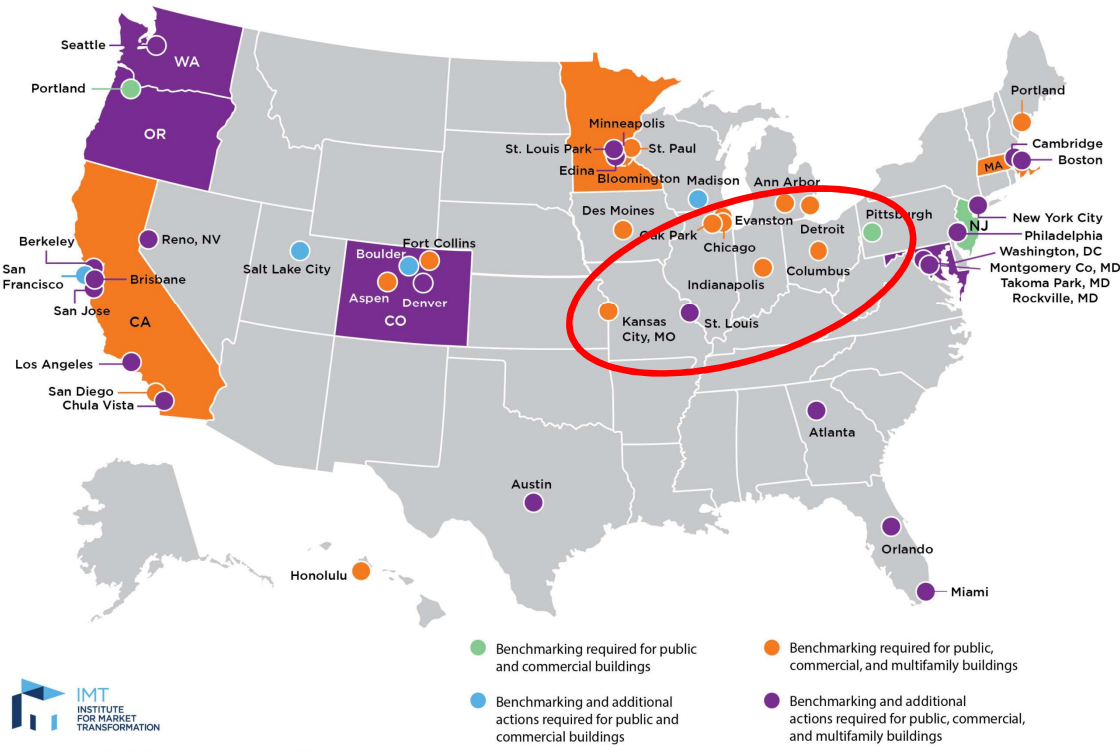 Seattle
WA
Portland
OR
Minneapolis
St. Louis Park
St. Paul
Edina
Bloomington
Madison
Ann Arbor
Portland
Cambridge
MA
Boston
Des Moines
Oak Park
Evanston
Chicago
Detroit
Pittsburgh
NJ
New York City
Philadelphia
Washington, DC
Montgomery Co, MD
Takoma Park, MD
Rockville, MD
Berkeley
Reno, NV
San
Francisco
Brisbane
San Jose
CA
Salt Lake City
Fort Collins
Boulder
Aspen
Denver
CO
Indianapolis
Columbus
Kansas
City, MO
St. Louis
Los Angeles
San Diego
Chula Vista
Atlanta
Austin
Orlando
Honolulu
Miami
Benchmarking required for public
and commercial buildings
Benchmarking required for public,
commercial, and multifamily buildings
Benchmarking and additional
actions required for public and
commercial buildings
Benchmarking and additional
actions required for public, commercial,
and multifamily buildings
IMT
INSTITUTE
FOR MARKET
TRANSFORMATION